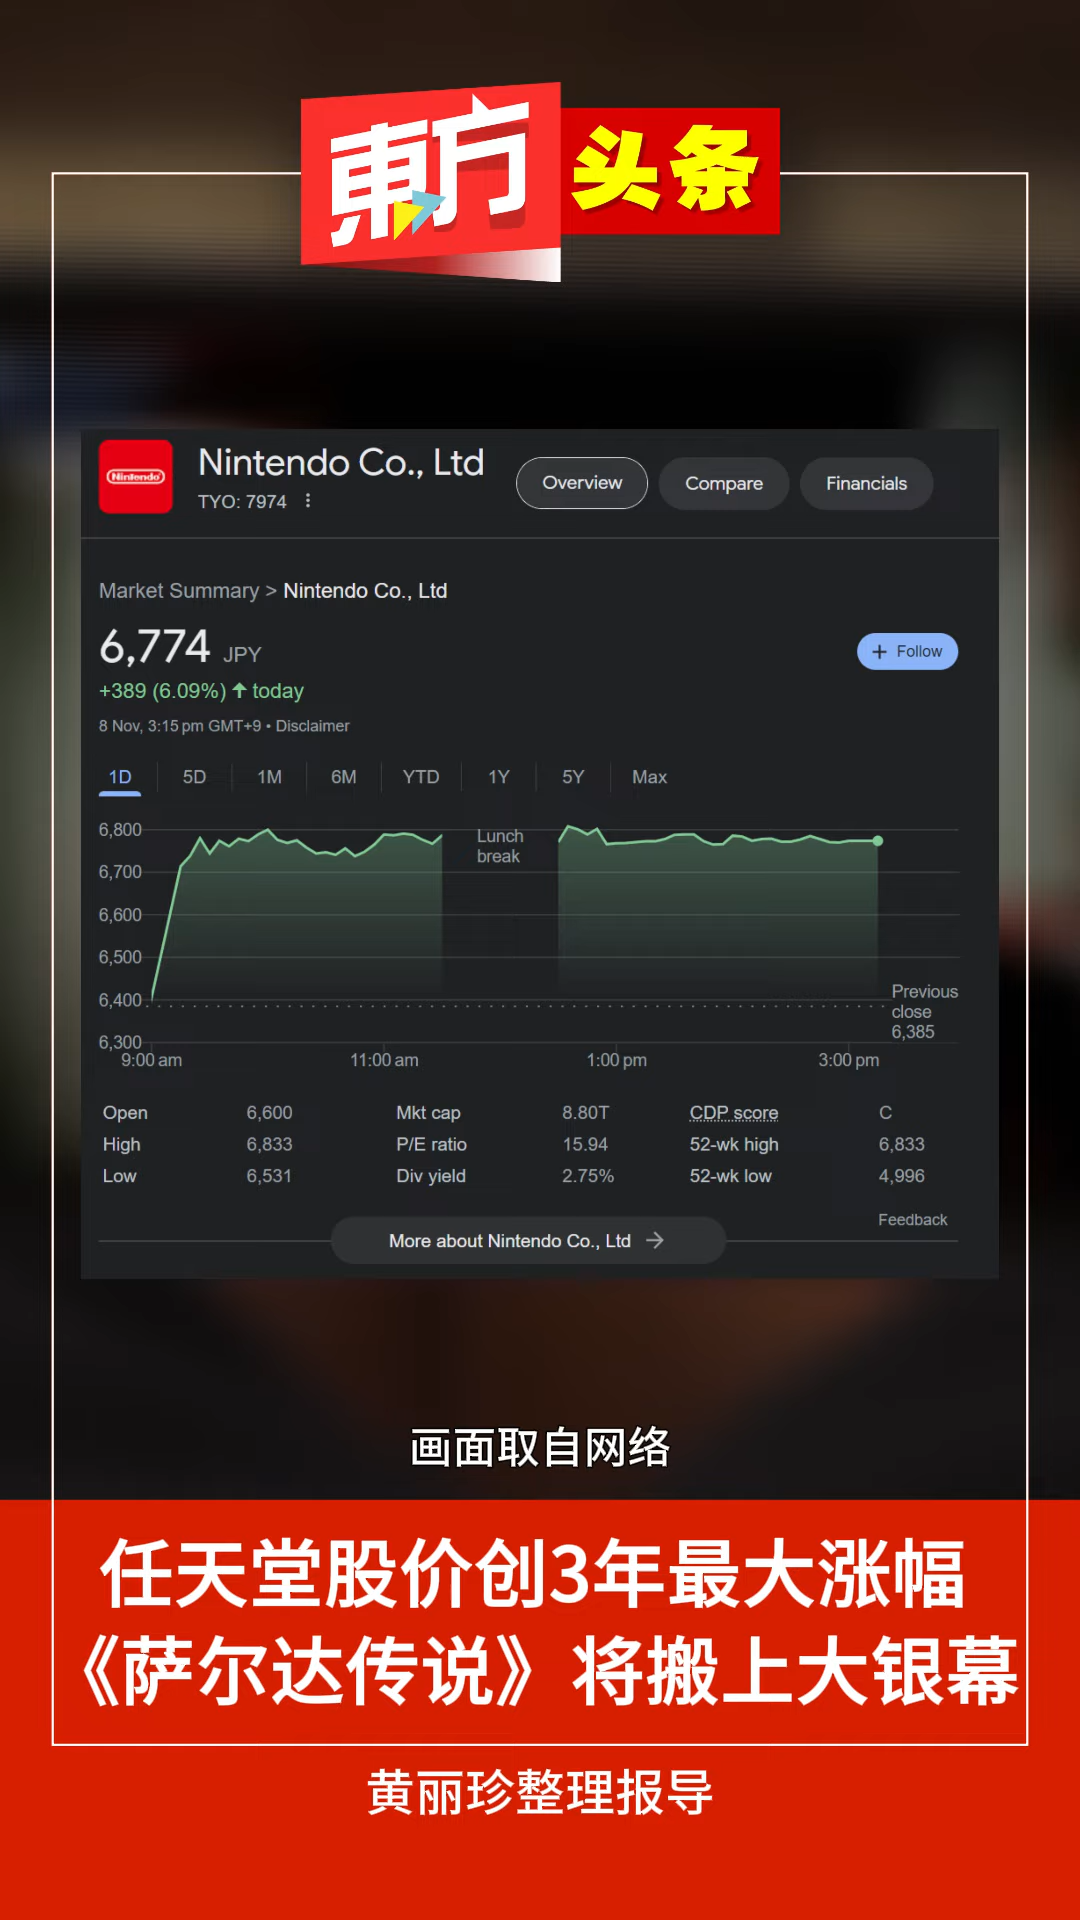 東方 头条
Nintendo
Nintendo Co., Ltd
TYO: 7974
Overview Compare Financials
Market Summary > Nintendo Co., Ltd
6,774 JPY
+ Follow
+389 (6.09%) ↑ today
8 Nov, 3:15 pm GMT+9 • Disclaimer
1D 5D 1M 6M YTD 1Y 5Y Max
6,800
Lunch
break
6,700
6,600
6,500
6,400
Previous
close
6,385
6,300
9:00 am 11:00 am 1:00 pm 3:00 pm
Open 6,600 Mkt cap 8.80T CDP score C
High 6,833 P/E ratio 15.94 52-wk high 6,833
Low 6,531 Div yield 2.75% 52-wk low 4,996
Feedback
More about Nintendo Co., Ltd →
画面取自网络
任天堂股价创3年最大涨幅
《萨尔达传说》将搬上大银幕
黄丽珍整理报导